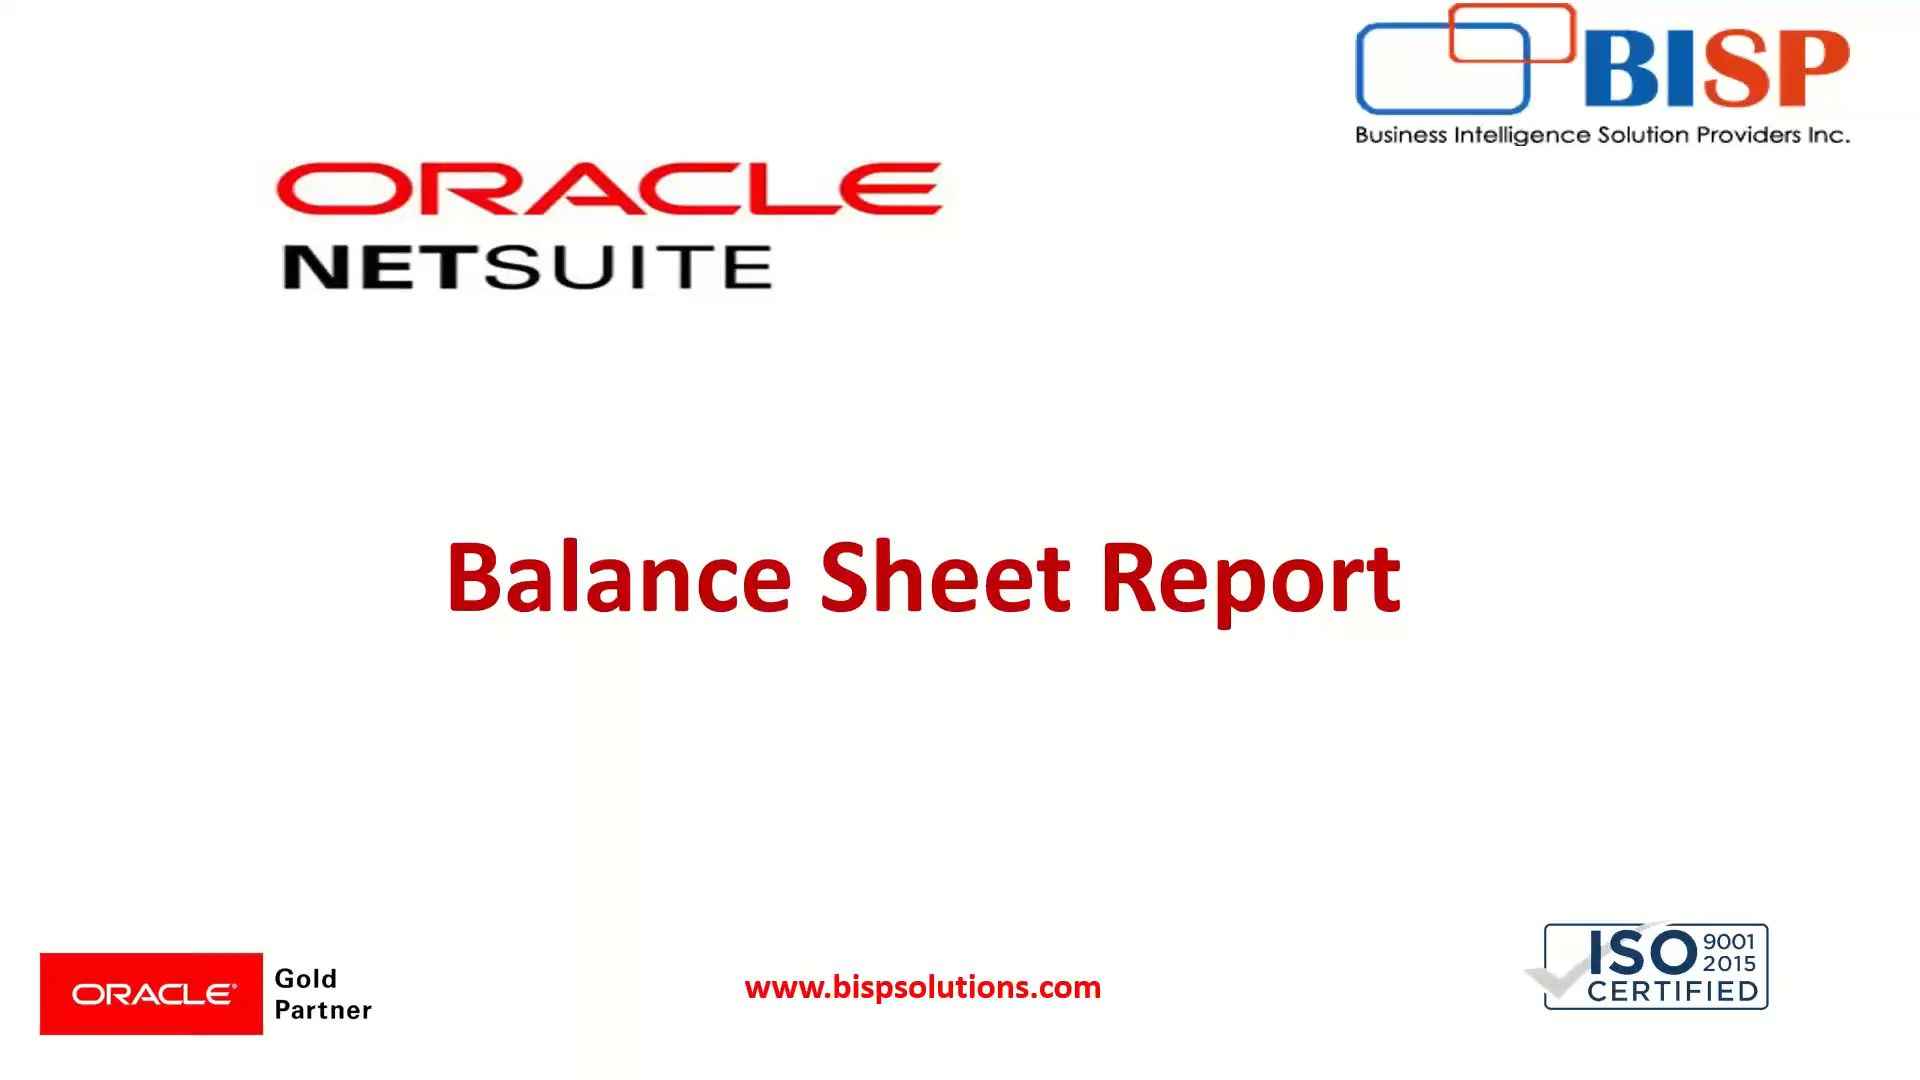 BISP
Business Intelligence Solution Providers Inc.
ORACLE
NETSUITE
Balance Sheet Report
ORACLE®
Gold
Partner
www.bispsolutions.com
ISO 9001
2015
CERTIFIED